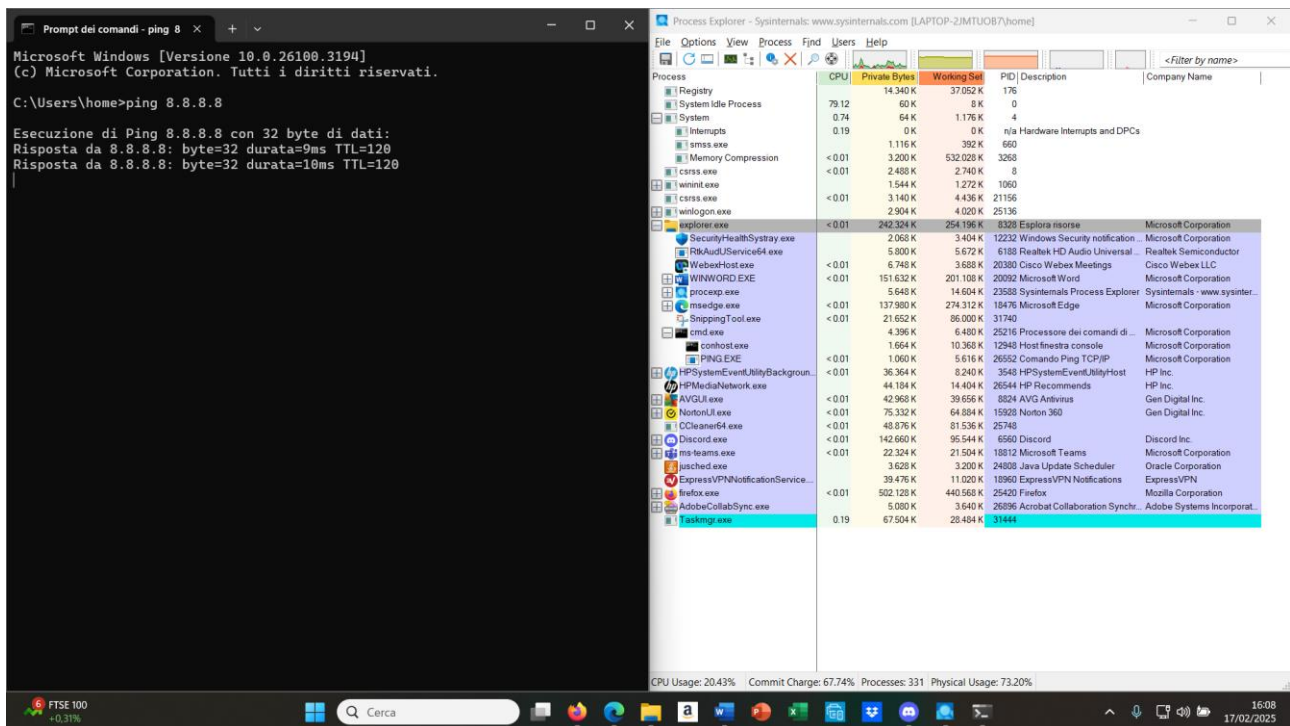 Prompt dei comandi - ping 8
Microsoft Windows [Versione 10.0.26100.3194]
(c) Microsoft Corporation. Tutti i diritti riservati.
C:\Users\home>ping 8.8.8.8
Esecuzione di Ping 8.8.8.8 con 32 byte di dati:
Risposta da 8.8.8.8: byte=32 durata=9ms TTL=120
Risposta da 8.8.8.8: byte=32 durata=10ms TTL=120
Process Explorer - Sysinternals: www.sysinternals.com [LAPTOP-2JMTUOB7\home]
File Options View Process Find Users Help
<Filter by name>
Process CPU Private Bytes Working Set PID Description Company Name
Registry 14.340 K 37.052 K 176
System Idle Process 79.12 60 K 8 K 0
System 0.74 64 K 1.176 K 4
Interrupts 0.19 0 K 0 K n/a Hardware Interrupts and DPCs
smss.exe 1.116 K 392 K 660
Memory Compression < 0.01 3.200 K 532.028 K 3268
csrss.exe < 0.01 2.488 K 2.740 K 8
wininit.exe 1.544 K 1.272 K 1060
csrss.exe < 0.01 3.140 K 4.436 K 21156
winlogon.exe 2.904 K 4.020 K 25136
explorer.exe < 0.01 242.324 K 254.196 K 8328 Esplora risorse Microsoft Corporation
SecurityHealthSystray.exe 2.068 K 3.404 K 12232 Windows Security notification ... Microsoft Corporation
RtkAudUService64.exe 5.800 K 5.672 K 6188 Realtek HD Audio Universal ... Realtek Semiconductor
WebexHost.exe < 0.01 6.748 K 3.688 K 20380 Cisco Webex Meetings Cisco Webex LLC
WINWORD.EXE < 0.01 151.632 K 201.108 K 20092 Microsoft Word Microsoft Corporation
procexp.exe 5.648 K 14.604 K 23588 Sysinternals Process Explorer Sysinternals - www.sysinter...
msedge.exe < 0.01 137.980 K 274.312 K 18476 Microsoft Edge Microsoft Corporation
SnippingTool.exe < 0.01 21.652 K 86.000 K 31740
cmd.exe 4.396 K 6.480 K 25216 Processore dei comandi di ... Microsoft Corporation
conhost.exe 1.664 K 10.368 K 12948 Host finestra console Microsoft Corporation
PING.EXE < 0.01 1.060 K 5.616 K 26552 Comando Ping TCP/IP Microsoft Corporation
HPSystemEventUtilityBackgroun... < 0.01 36.364 K 8.240 K 3548 HPSystemEventUtilityHost HP Inc.
HPMediaNetwork.exe 44.184 K 14.404 K 26544 HP Recommends HP Inc.
AVGUI.exe < 0.01 42.968 K 39.656 K 8824 AVG Antivirus Gen Digital Inc.
NortonUI.exe < 0.01 75.332 K 64.884 K 15928 Norton 360 Gen Digital Inc.
CCleaner64.exe < 0.01 48.876 K 81.536 K 25748
Discord.exe < 0.01 142.660 K 95.544 K 6560 Discord Discord Inc.
ms-teams.exe < 0.01 22.324 K 21.504 K 18812 Microsoft Teams Microsoft Corporation
jusched.exe 3.628 K 3.200 K 24808 Java Update Scheduler Oracle Corporation
ExpressVPNNotificationService... 39.476 K 11.020 K 18960 ExpressVPN Notifications ExpressVPN
firefox.exe < 0.01 502.128 K 440.568 K 25420 Firefox Mozilla Corporation
AdobeCollabSync.exe 5.080 K 3.640 K 26896 Acrobat Collaboration Synchr... Adobe Systems Incorporat...
Taskmgr.exe 0.19 67.504 K 28.484 K 31444
CPU Usage: 20.43% Commit Charge: 67.74% Processes: 331 Physical Usage: 73.20%
6 FTSE 100
+0,31%
Cerca
16:08
17/02/2025